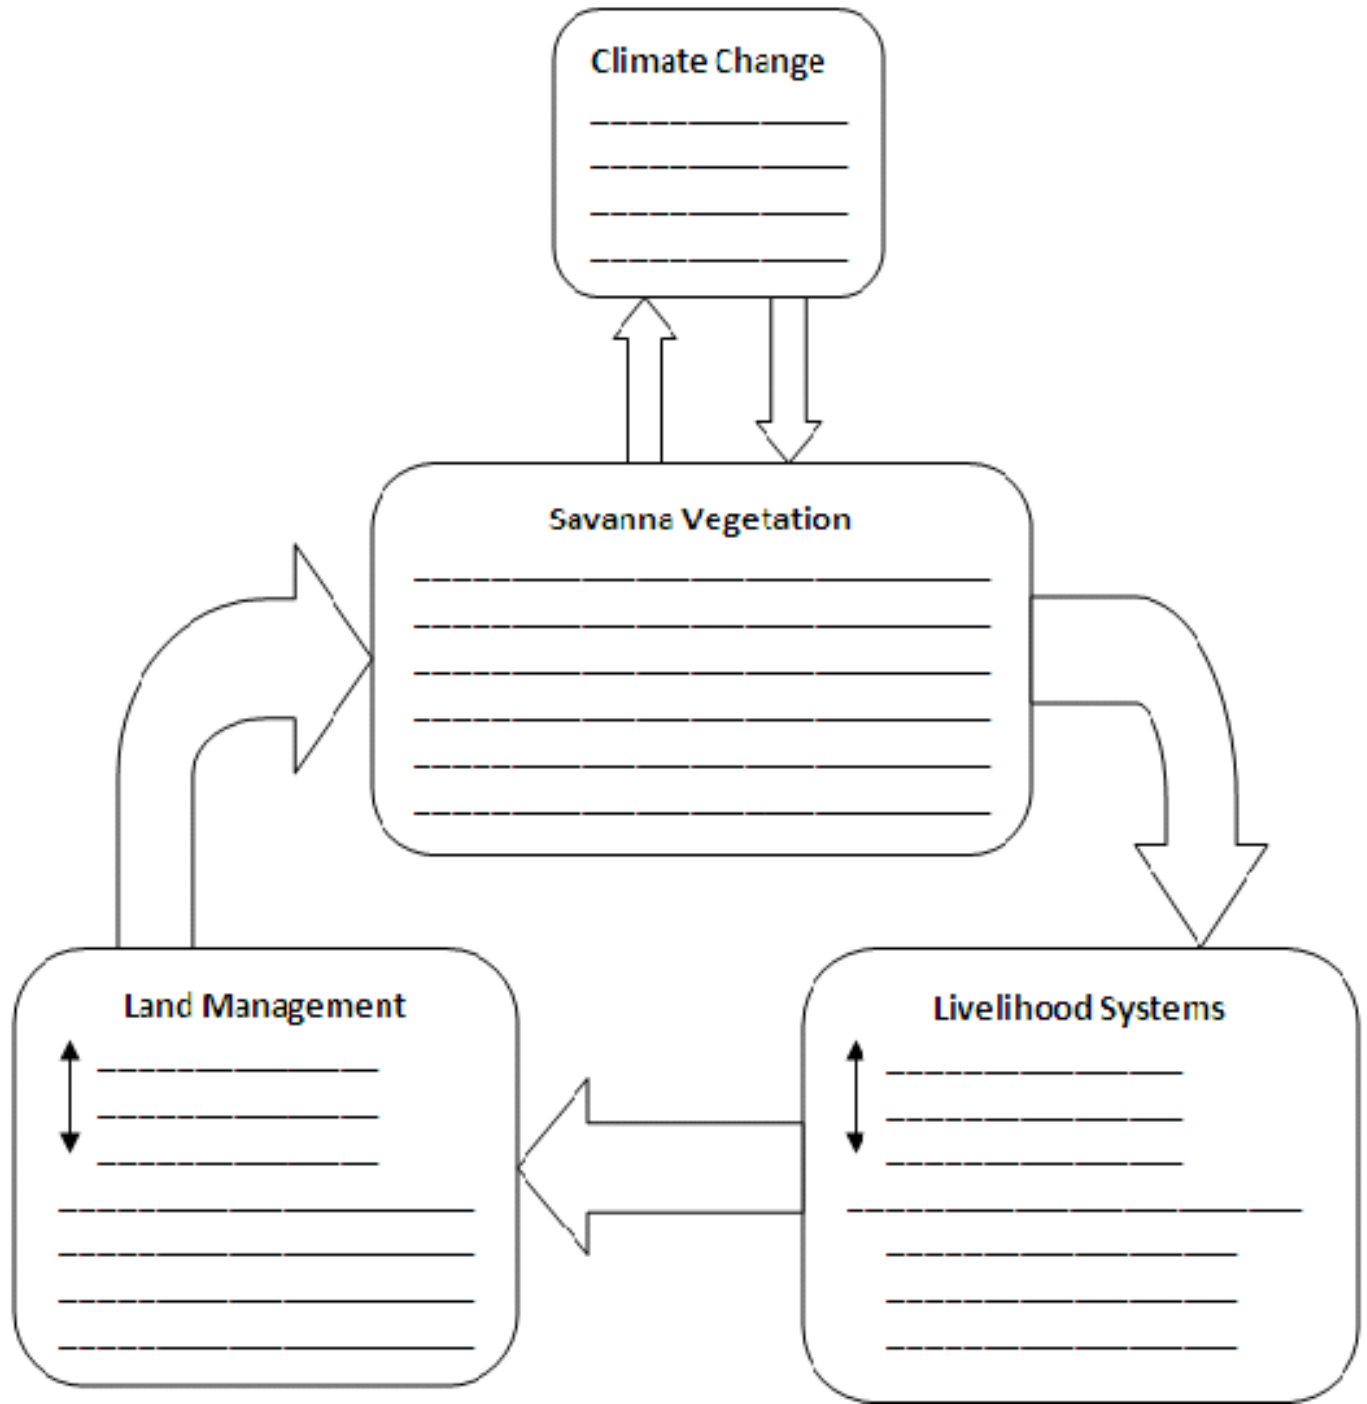 Climate Change
Savanna Vegetation
Land Management
Livelihood Systems